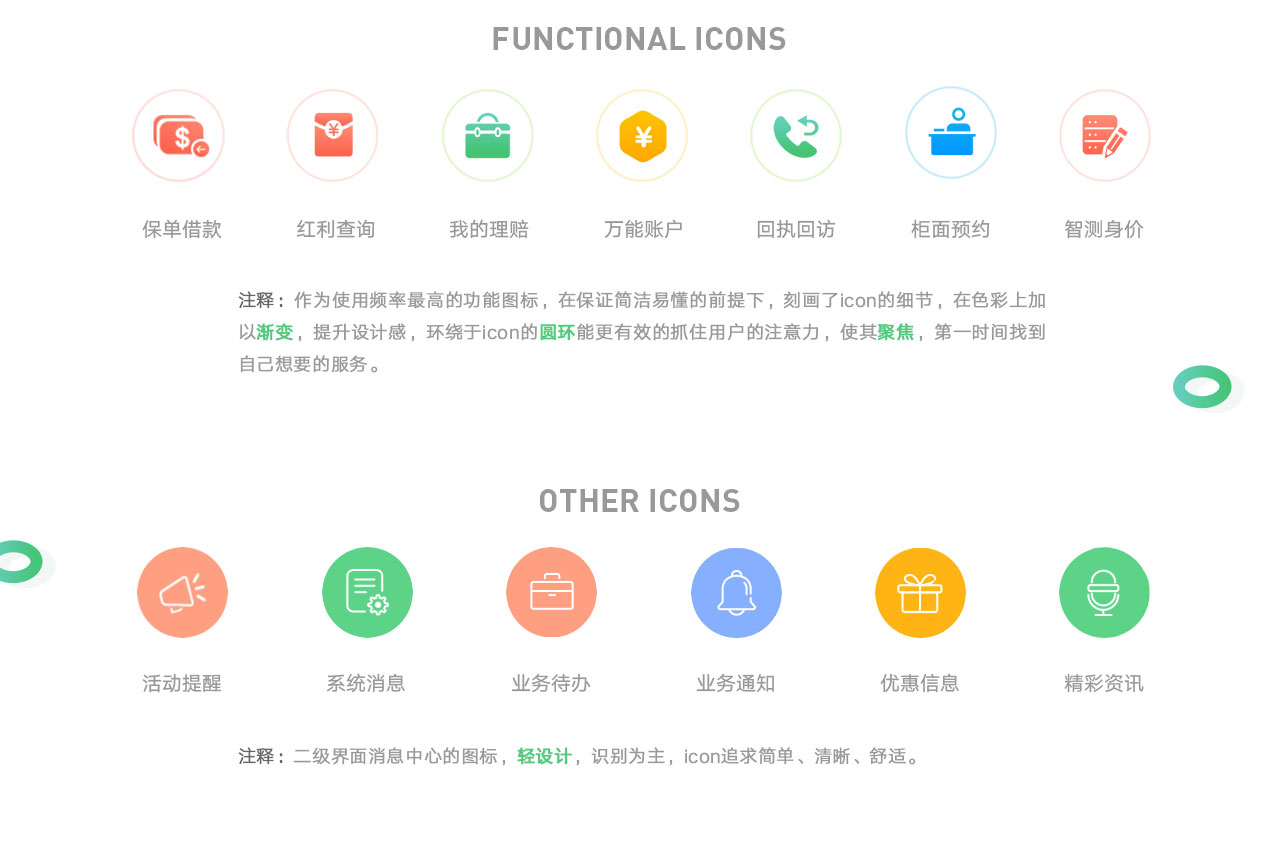 FUNCTIONAL ICONS
保单借款 红利查询 我的理赔 万能账户 回执回访 柜面预约 智测身价
注释：作为使用频率最高的功能图标，在保证简洁易懂的前提下，刻画了icon的细节，在色彩上加
以渐变，提升设计感，环绕于icon的圆环能更有效的抓住用户的注意力，使其聚焦，第一时间找到
自己想要的服务。
OTHER ICONS
活动提醒 系统消息 业务待办 业务通知 优惠信息 精彩资讯
注释：二级界面消息中心的图标，轻设计，识别为主，icon追求简单、清晰、舒适。